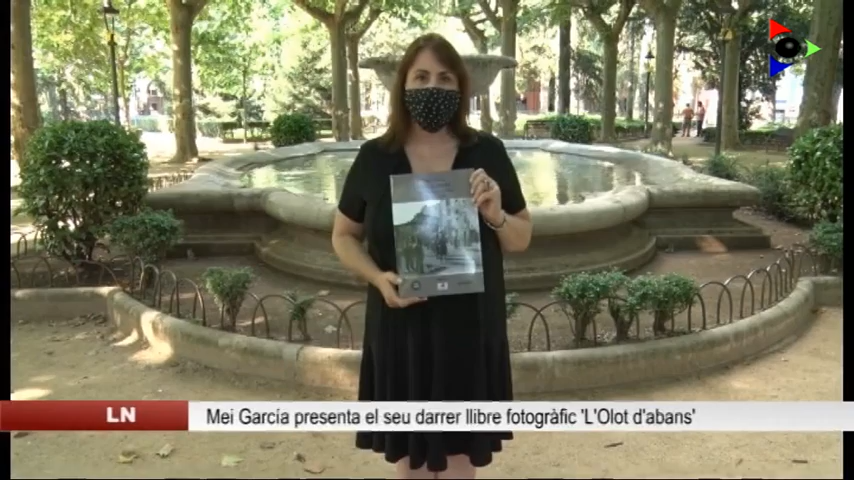 LN
Mei García presenta el seu darrer llibre fotogràfic 'L'Olot d'abans'